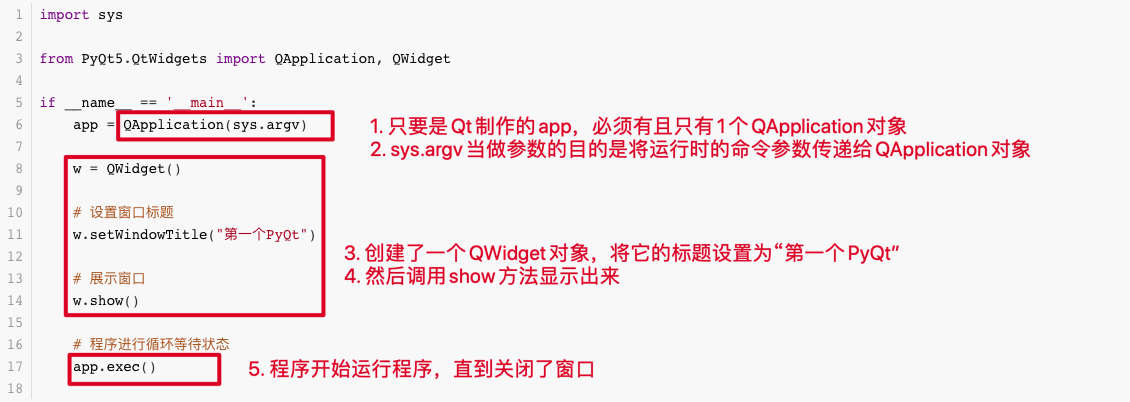 1 import sys
2
3 from PyQt5.QtWidgets import QApplication, QWidget
4
5 if __name__ == '__main__':
6 app = QApplication(sys.argv)
1. 只要是Qt制作的app，必须有且只有1个QApplication对象
7
2. sys.argv当做参数的目的是将运行时的命令参数传递给QApplication对象
8 w = QWidget()
9
10 # 设置窗口标题
11 w.setWindowTitle("第一个PyQt")
12
3. 创建了一个QWidget对象，将它的标题设置为“第一个PyQt”
13 # 展示窗口
4. 然后调用show方法显示出来
14 w.show()
15
16 # 程序进行循环等待状态
17 app.exec()
5. 程序开始运行程序，直到关闭了窗口
18